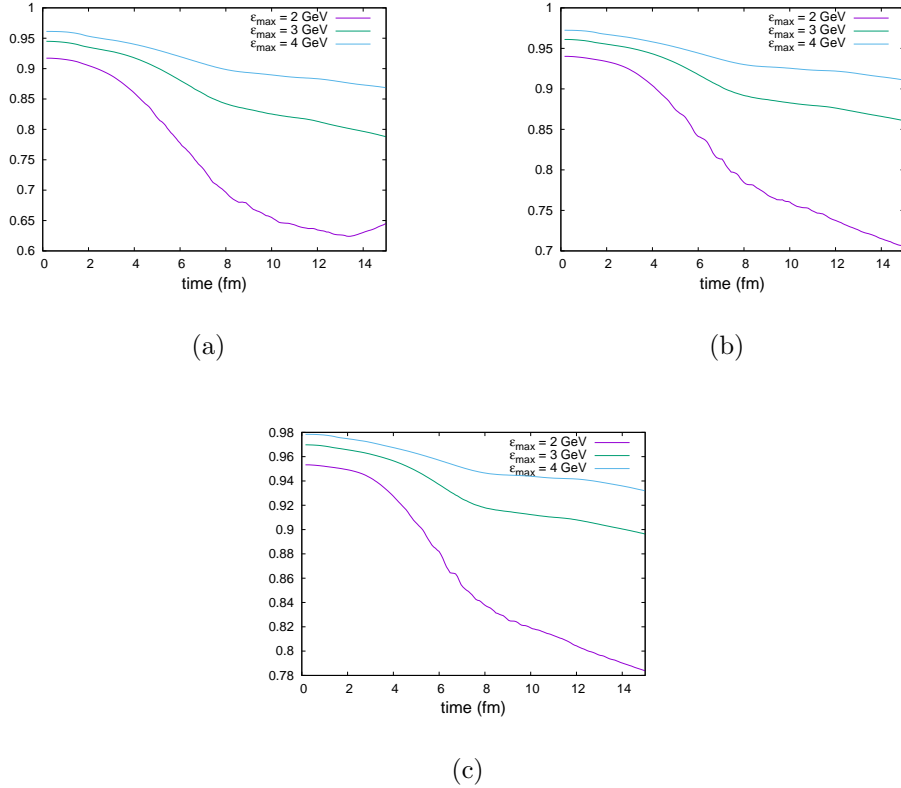 1
0.95
0.9
0.85
0.8
0.75
0.7
0.65
0.6
0 2 4 6 8 10 12 14
time (fm)
εmax = 2 GeV
εmax = 3 GeV
εmax = 4 GeV
(a)
1
0.95
0.9
0.85
0.8
0.75
0.7
0 2 4 6 8 10 12 14
time (fm)
εmax = 2 GeV
εmax = 3 GeV
εmax = 4 GeV
(b)
0.98
0.96
0.94
0.92
0.9
0.88
0.86
0.84
0.82
0.8
0.78
0 2 4 6 8 10 12 14
time (fm)
εmax = 2 GeV
εmax = 3 GeV
εmax = 4 GeV
(c)